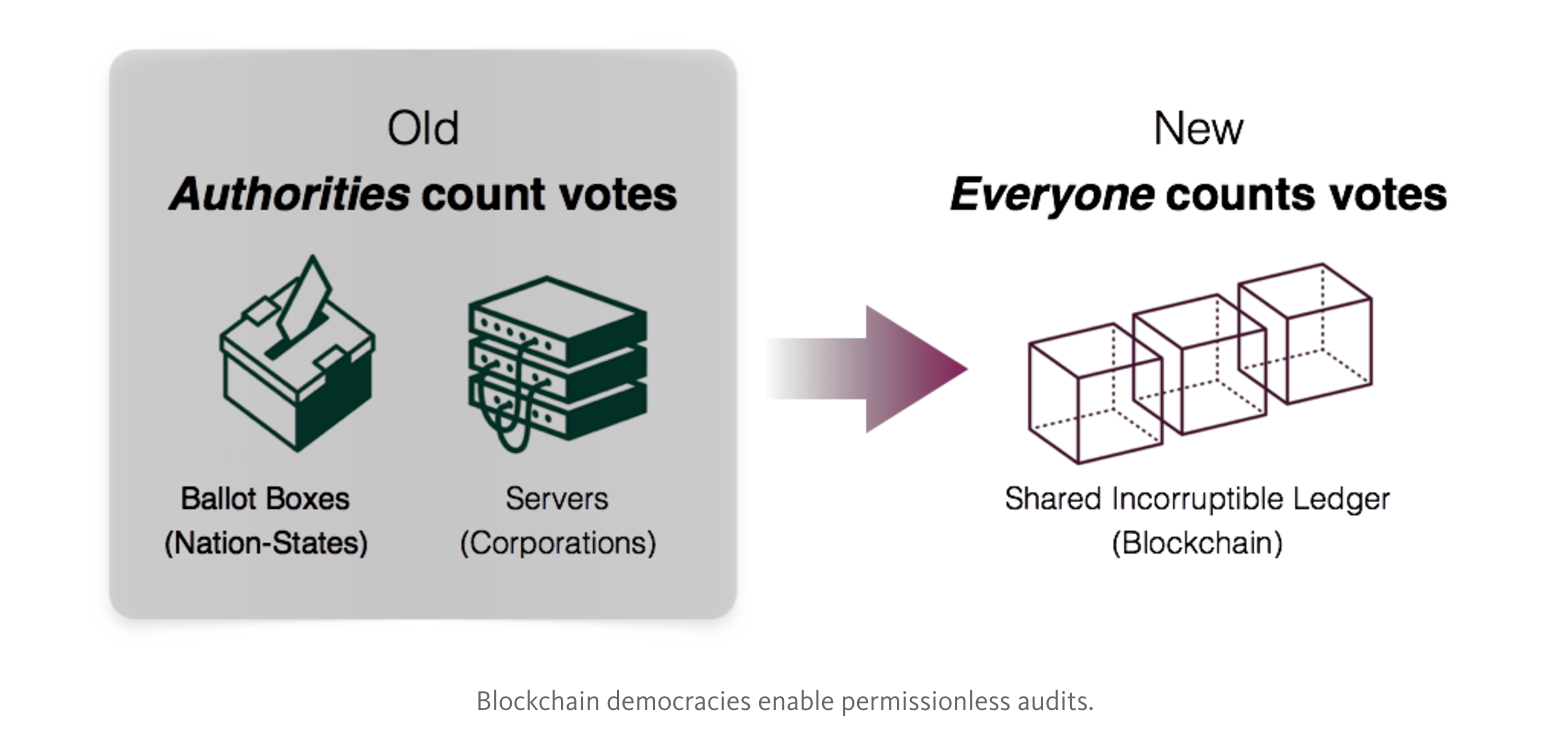 Old
Authorities count votes
Ballot Boxes
(Nation-States)
Servers
(Corporations)
New
Everyone counts votes
Shared Incorruptible Ledger
(Blockchain)
Blockchain democracies enable permissionless audits.